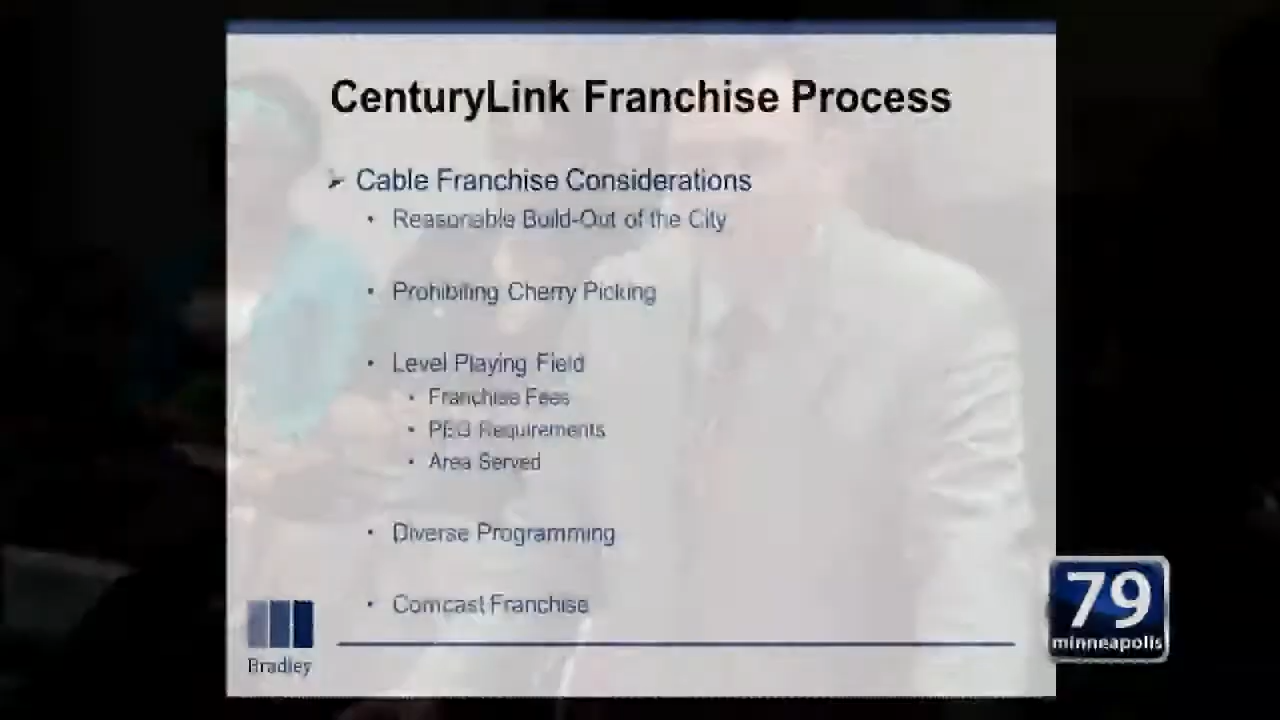 CenturyLink Franchise Process
Cable Franchise Considerations
Reasonable Build-Out of the City
Prohibiting Cherry Picking
Level Playing Field
Franchise Fees
PEG Requirements
Area Served
Diverse Programming
Comcast Franchise
Bradley
79
minneapolis